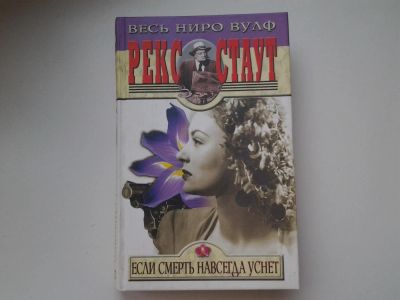 ВЕСЬ НИРО ВУЛФ
РЕКС СТАУТ
ЕСЛИ СМЕРТЬ НАВСЕГДА УСНЕТ